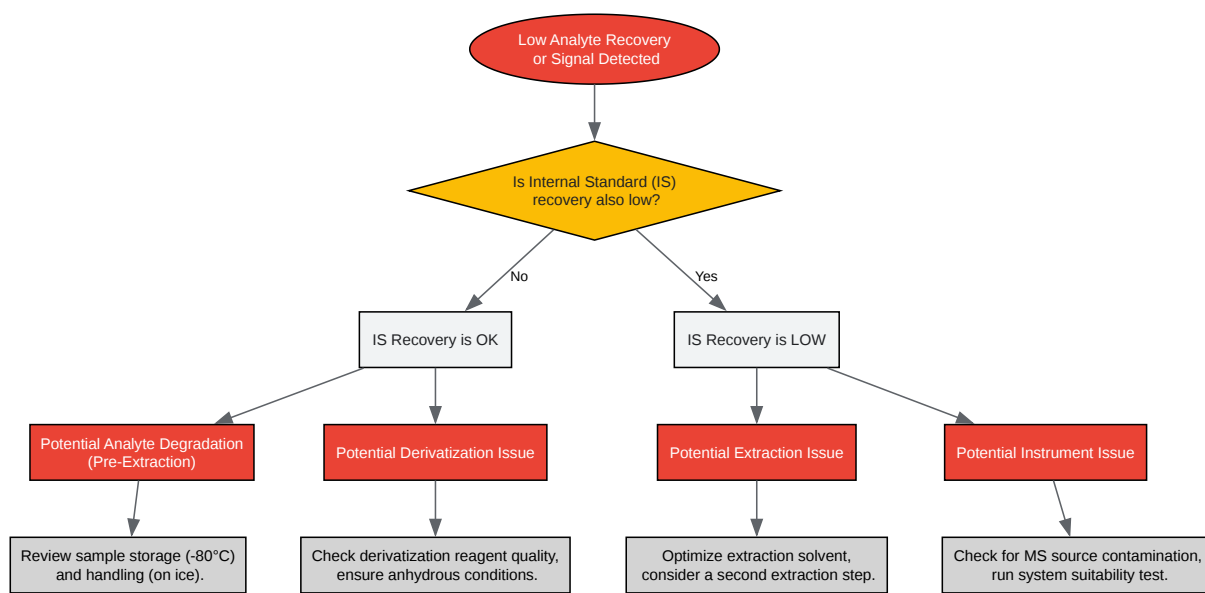 Low Analyte Recovery
or Signal Detected
Is Internal Standard (IS)
recovery also low?
No
Yes
IS Recovery is OK
IS Recovery is LOW
Potential Analyte Degradation
(Pre-Extraction)
Potential Derivatization Issue
Potential Extraction Issue
Potential Instrument Issue
Review sample storage (-80°C)
and handling (on ice).
Check derivatization reagent quality,
ensure anhydrous conditions.
Optimize extraction solvent,
consider a second extraction step.
Check for MS source contamination,
run system suitability test.